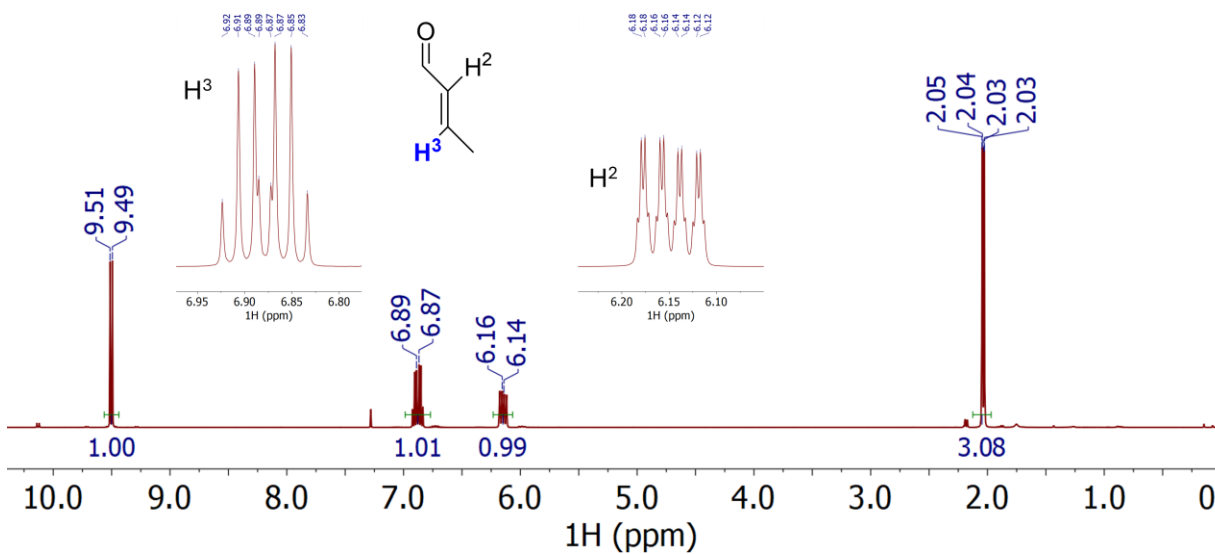 6.92 6.91 6.89 6.89 6.87 6.87 6.85 6.83
H3
6.95 6.90 6.85 6.80
1H (ppm)
O
H2
H3
6.18 6.18 6.16 6.16 6.14 6.14 6.12 6.12
H2
6.20 6.15 6.10
1H (ppm)
9.51 9.49
6.89 6.87
6.16 6.14
2.05 2.04 2.03 2.03
1.00 1.01 0.99 3.08
10.0 9.0 8.0 7.0 6.0 5.0 4.0 3.0 2.0 1.0 0
1H (ppm)